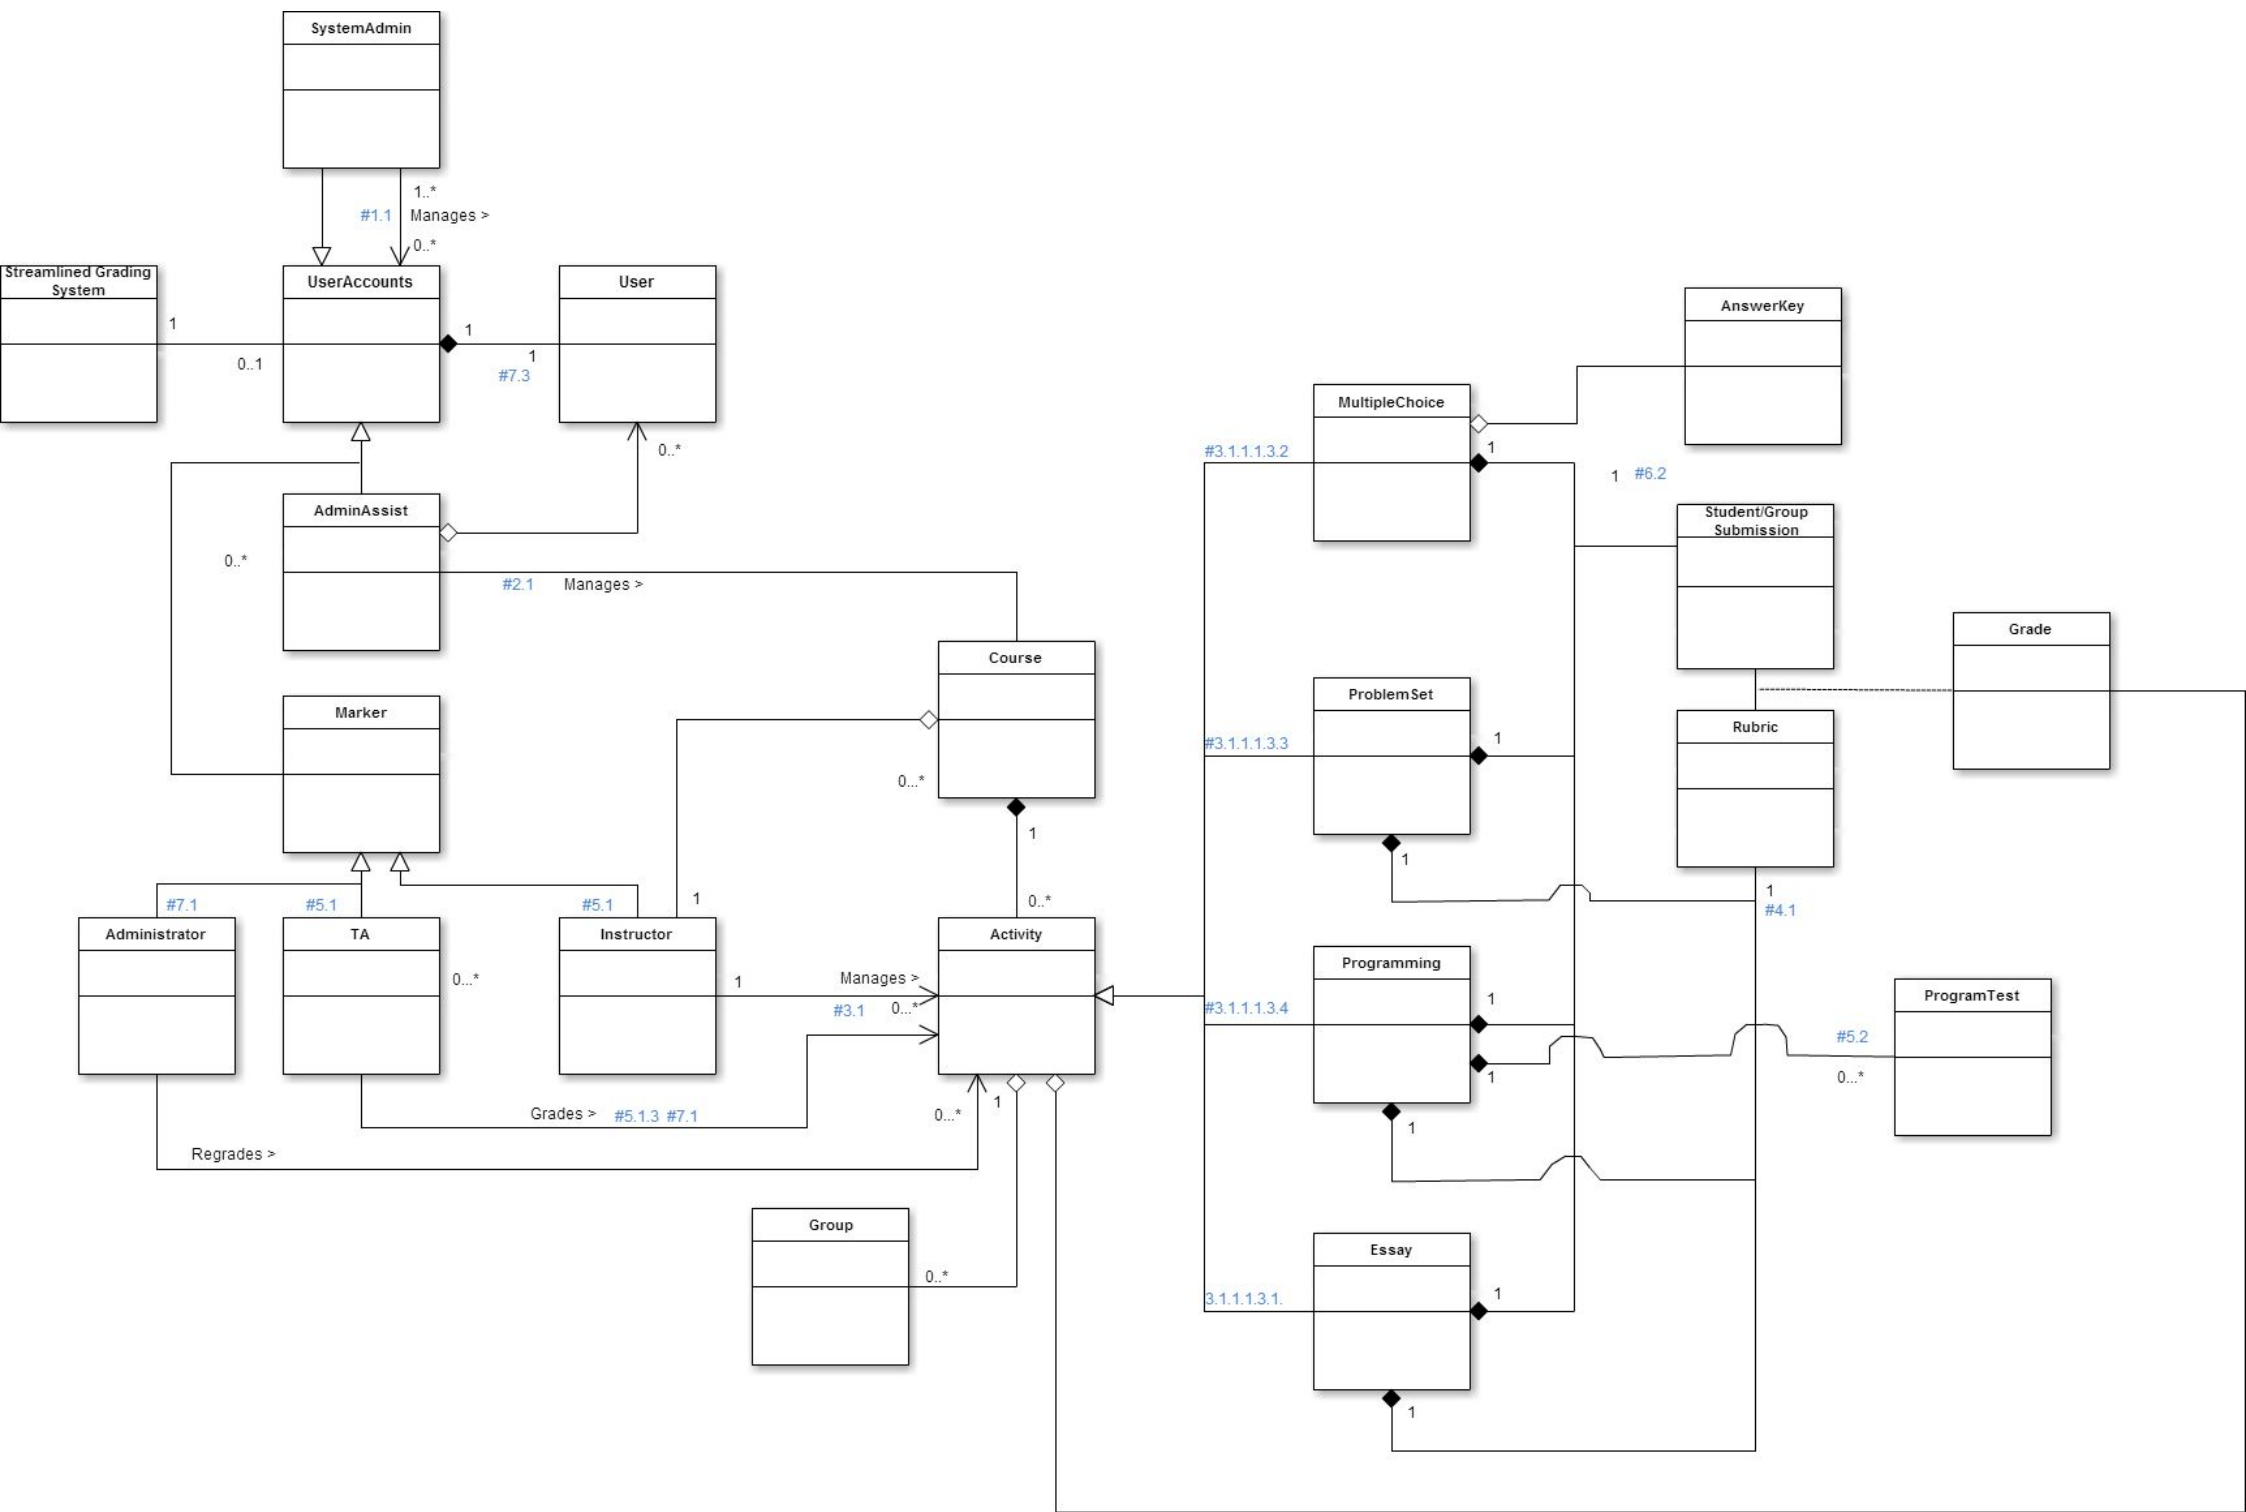 SystemAdmin
1..*
#1.1 Manages >
0..*
Streamlined Grading
System
UserAccounts
User
1
0..1
1
1
#7.3
AnswerKey
MultipleChoice
0..*
#3.1.1.1.3.2
1
1 #6.2
AdminAssist
0..*
#2.1 Manages >
Student/Group
Submission
Grade
Course
Marker
ProblemSet
Rubric
#3.1.1.1.3.3
1
0...*
1
0..*
1
1
#4.1
#7.1
#5.1
#5.1
1
Administrator
TA
Instructor
Activity
Programming
0...*
1
Manages >
#3.1 0...*
#3.1.1.1.3.4
1
1
ProgramTest
#5.2
0...*
Grades > #5.1.3 #7.1
0...*
1
1
Regrades >
Group
0..*
Essay
3.1.1.1.3.1.
1
1